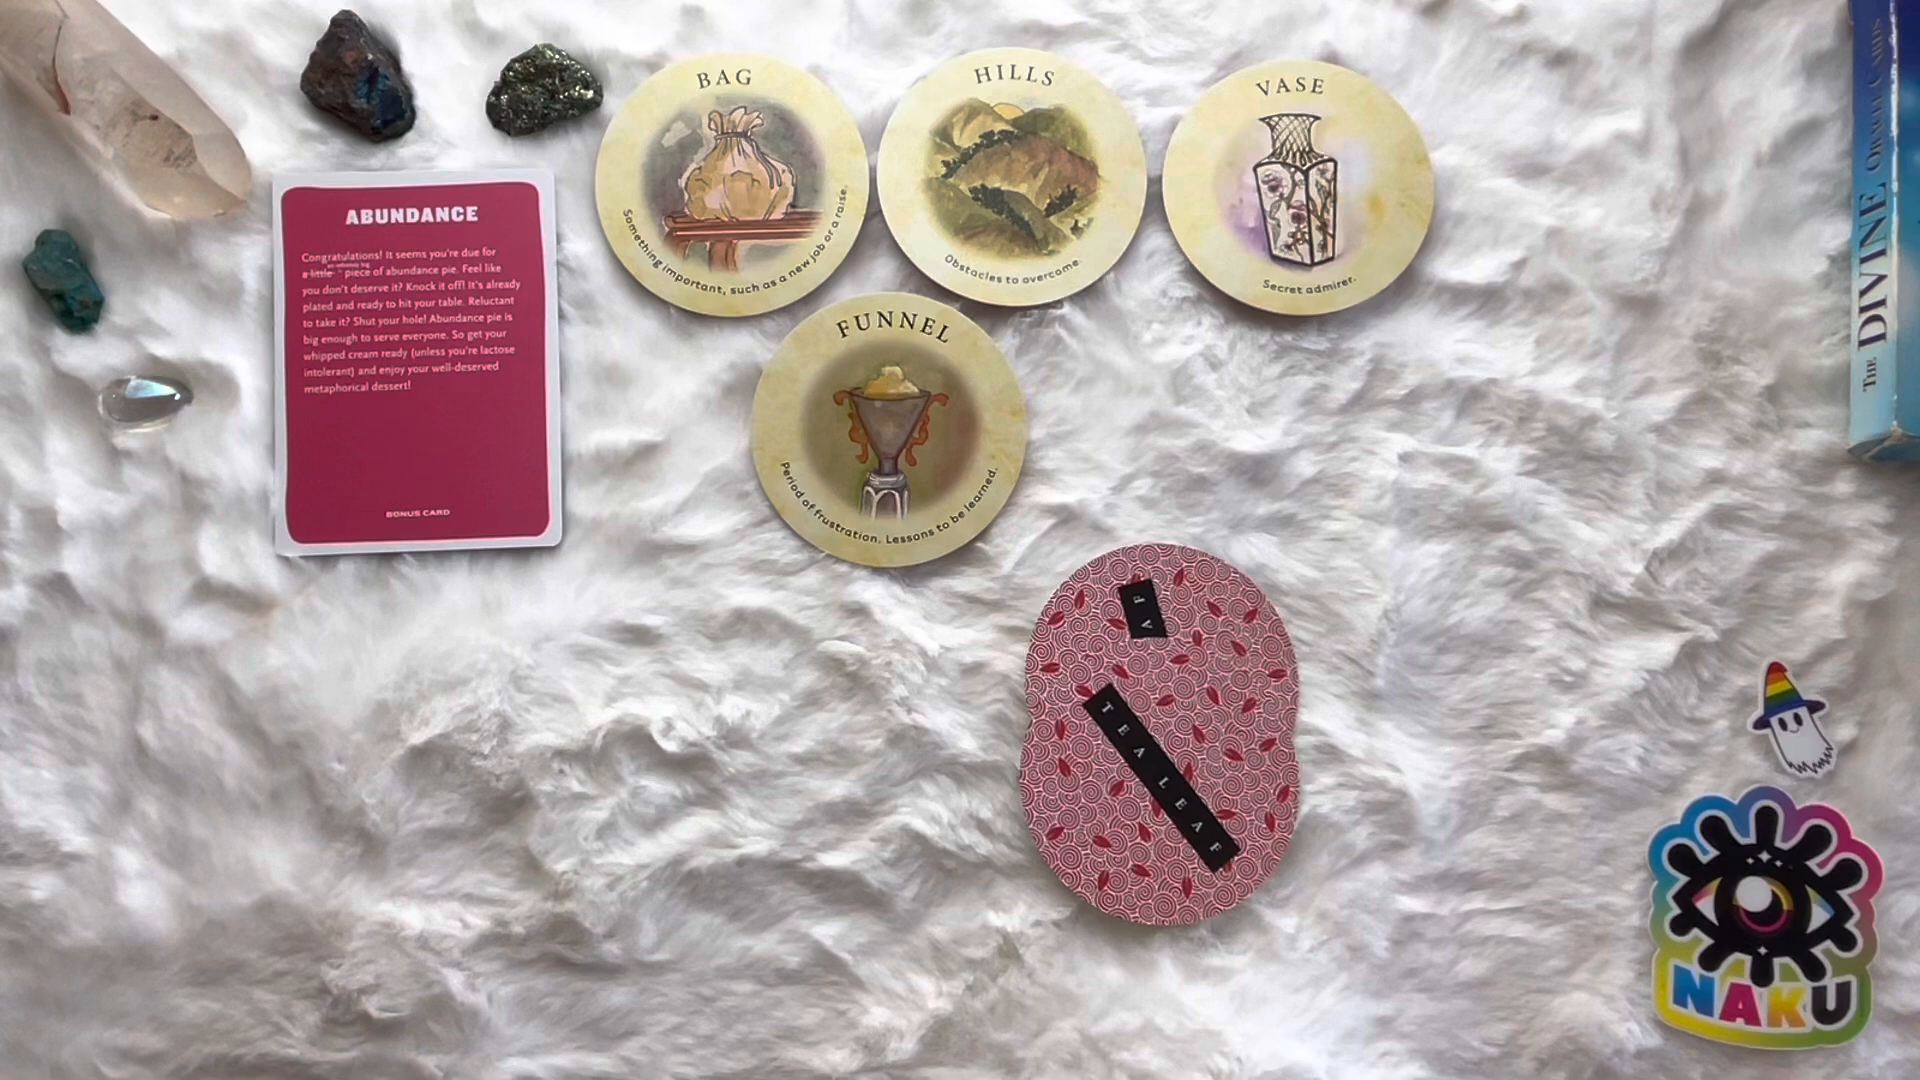 BAG
Something important, such as a new job or a raise.
HILLS
Obstacles to overcome.
VASE
Secret admirer.
FUNNEL
Period of frustration. Lessons to be learned.
ABUNDANCE
Congratulations! It seems you're due for
a little piece of abundance pie. Feel like
you don't deserve it? Knock it off! It's already
plated and ready to hit your table. Reluctant
to take it? Shut your hole! Abundance pie is
big enough to serve everyone. So get your
whipped cream ready (unless you're lactose
intolerant) and enjoy your well-deserved
metaphorical dessert!
BONUS CARD
TEA LEAF
THE DIVINE ORACLE CARDS
NAKU